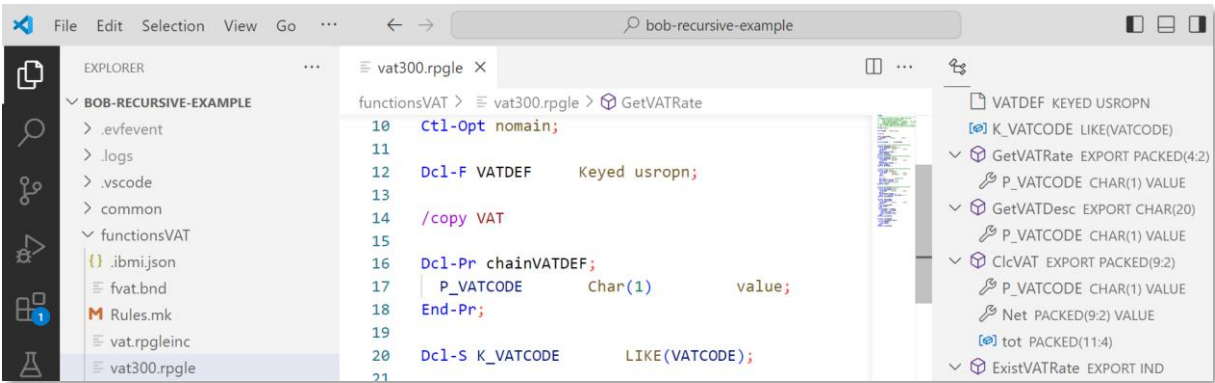 File Edit Selection View Go ··· bob-recursive-example
EXPLORER ···
BOB-RECURSIVE-EXAMPLE
.evfevent
.logs
.vscode
common
functionsVAT
{} .ibmi.json
fvat.bnd
Rules.mk
vat.rpgleinc
vat300.rpgle
1
vat300.rpgle ···
functionsVAT > vat300.rpgle > GetVATRate
10 Ctl-Opt nomain;
11
12 Dcl-F VATDEF Keyed usropn;
13
14 /copy VAT
15
16 Dcl-Pr chainVATDEF;
17 P_VATCODE Char(1) value;
18 End-Pr;
19
20 Dcl-S K_VATCODE LIKE(VATCODE);
21
VATDEF KEYED USROPN
K_VATCODE LIKE(VATCODE)
GetVATRate EXPORT PACKED(4:2)
P_VATCODE CHAR(1) VALUE
GetVATDesc EXPORT CHAR(20)
P_VATCODE CHAR(1) VALUE
ClcVAT EXPORT PACKED(9:2)
P_VATCODE CHAR(1) VALUE
Net PACKED(9:2) VALUE
tot PACKED(11:4)
ExistVATRate EXPORT IND